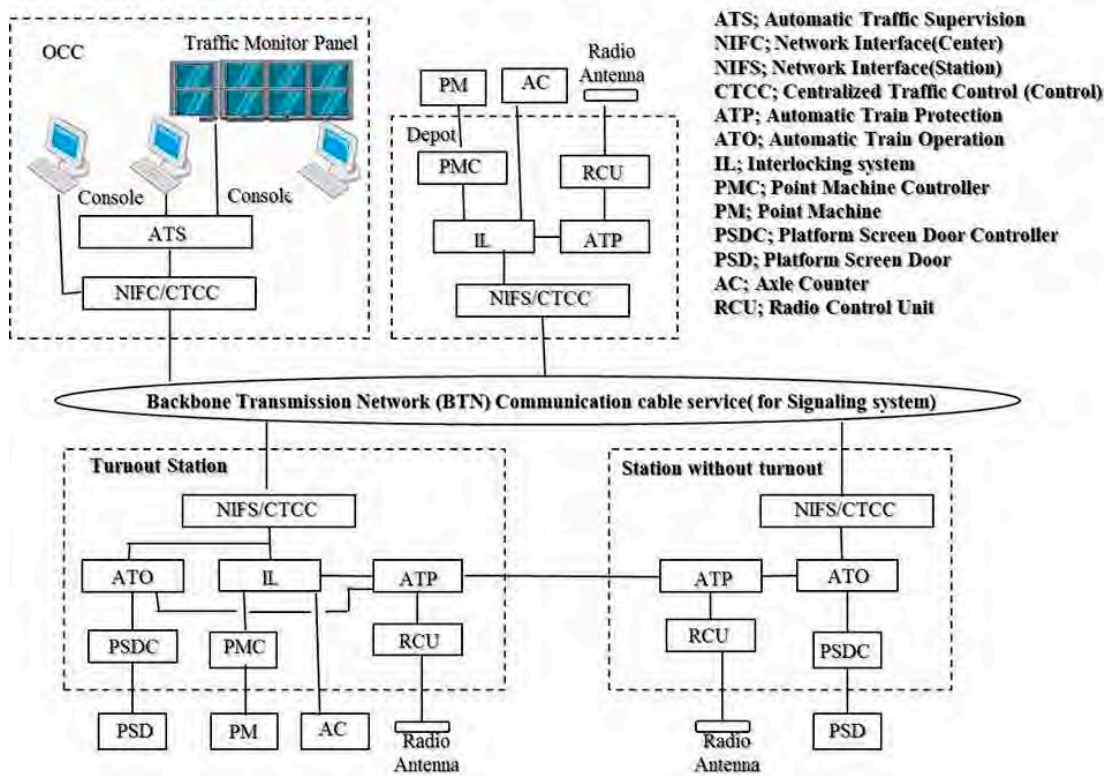 OCC
Traffic Monitor Panel
Console
Console
ATS
NIFC/CTCC
PM
AC
Radio
Antenna
Depot
PMC
RCU
IL
ATP
NIFS/CTCC
ATS; Automatic Traffic Supervision
NIFC; Network Interface(Center)
NIFS; Network Interface(Station)
CTCC; Centralized Traffic Control (Control)
ATP; Automatic Train Protection
ATO; Automatic Train Operation
IL; Interlocking system
PMC; Point Machine Controller
PM; Point Machine
PSDC; Platform Screen Door Controller
PSD; Platform Screen Door
AC; Axle Counter
RCU; Radio Control Unit
Backbone Transmission Network (BTN) Communication cable service( for Signaling system)
Turnout Station
NIFS/CTCC
ATO
IL
ATP
PSDC
PMC
RCU
PSD
PM
AC
Radio
Antenna
Station without turnout
NIFS/CTCC
ATP
ATO
RCU
PSDC
Radio
Antenna
PSD